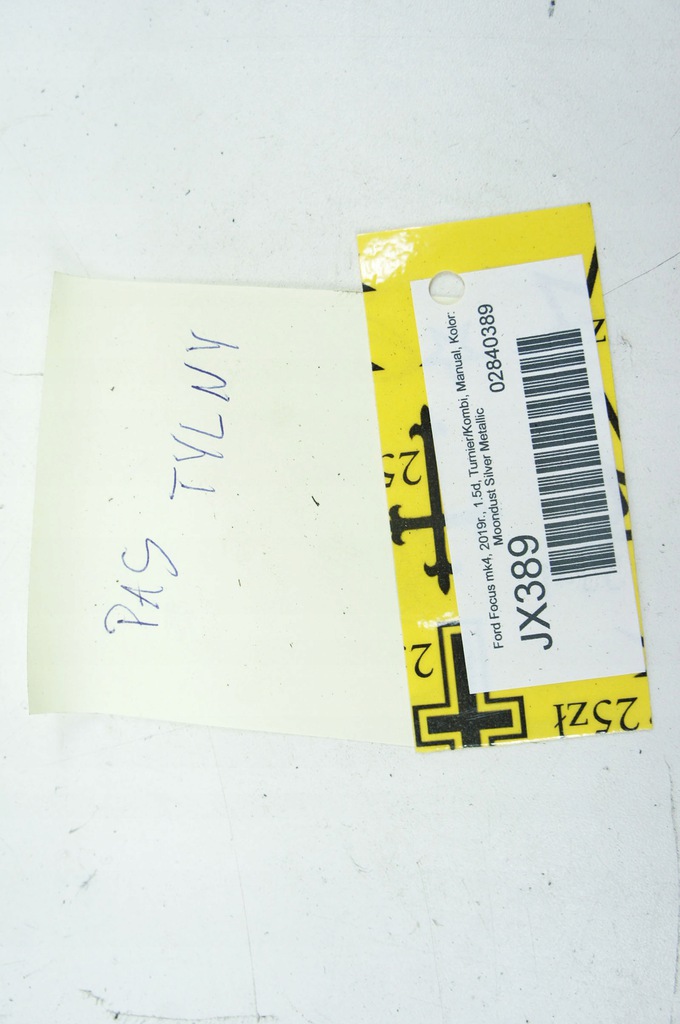 PAS TYLNY
Ford Focus mk4, 2019r., 1.5d, Turnier/Kombi, Manual, Kolor:
Moondust Silver Metallic
JX389
02840389
25zł